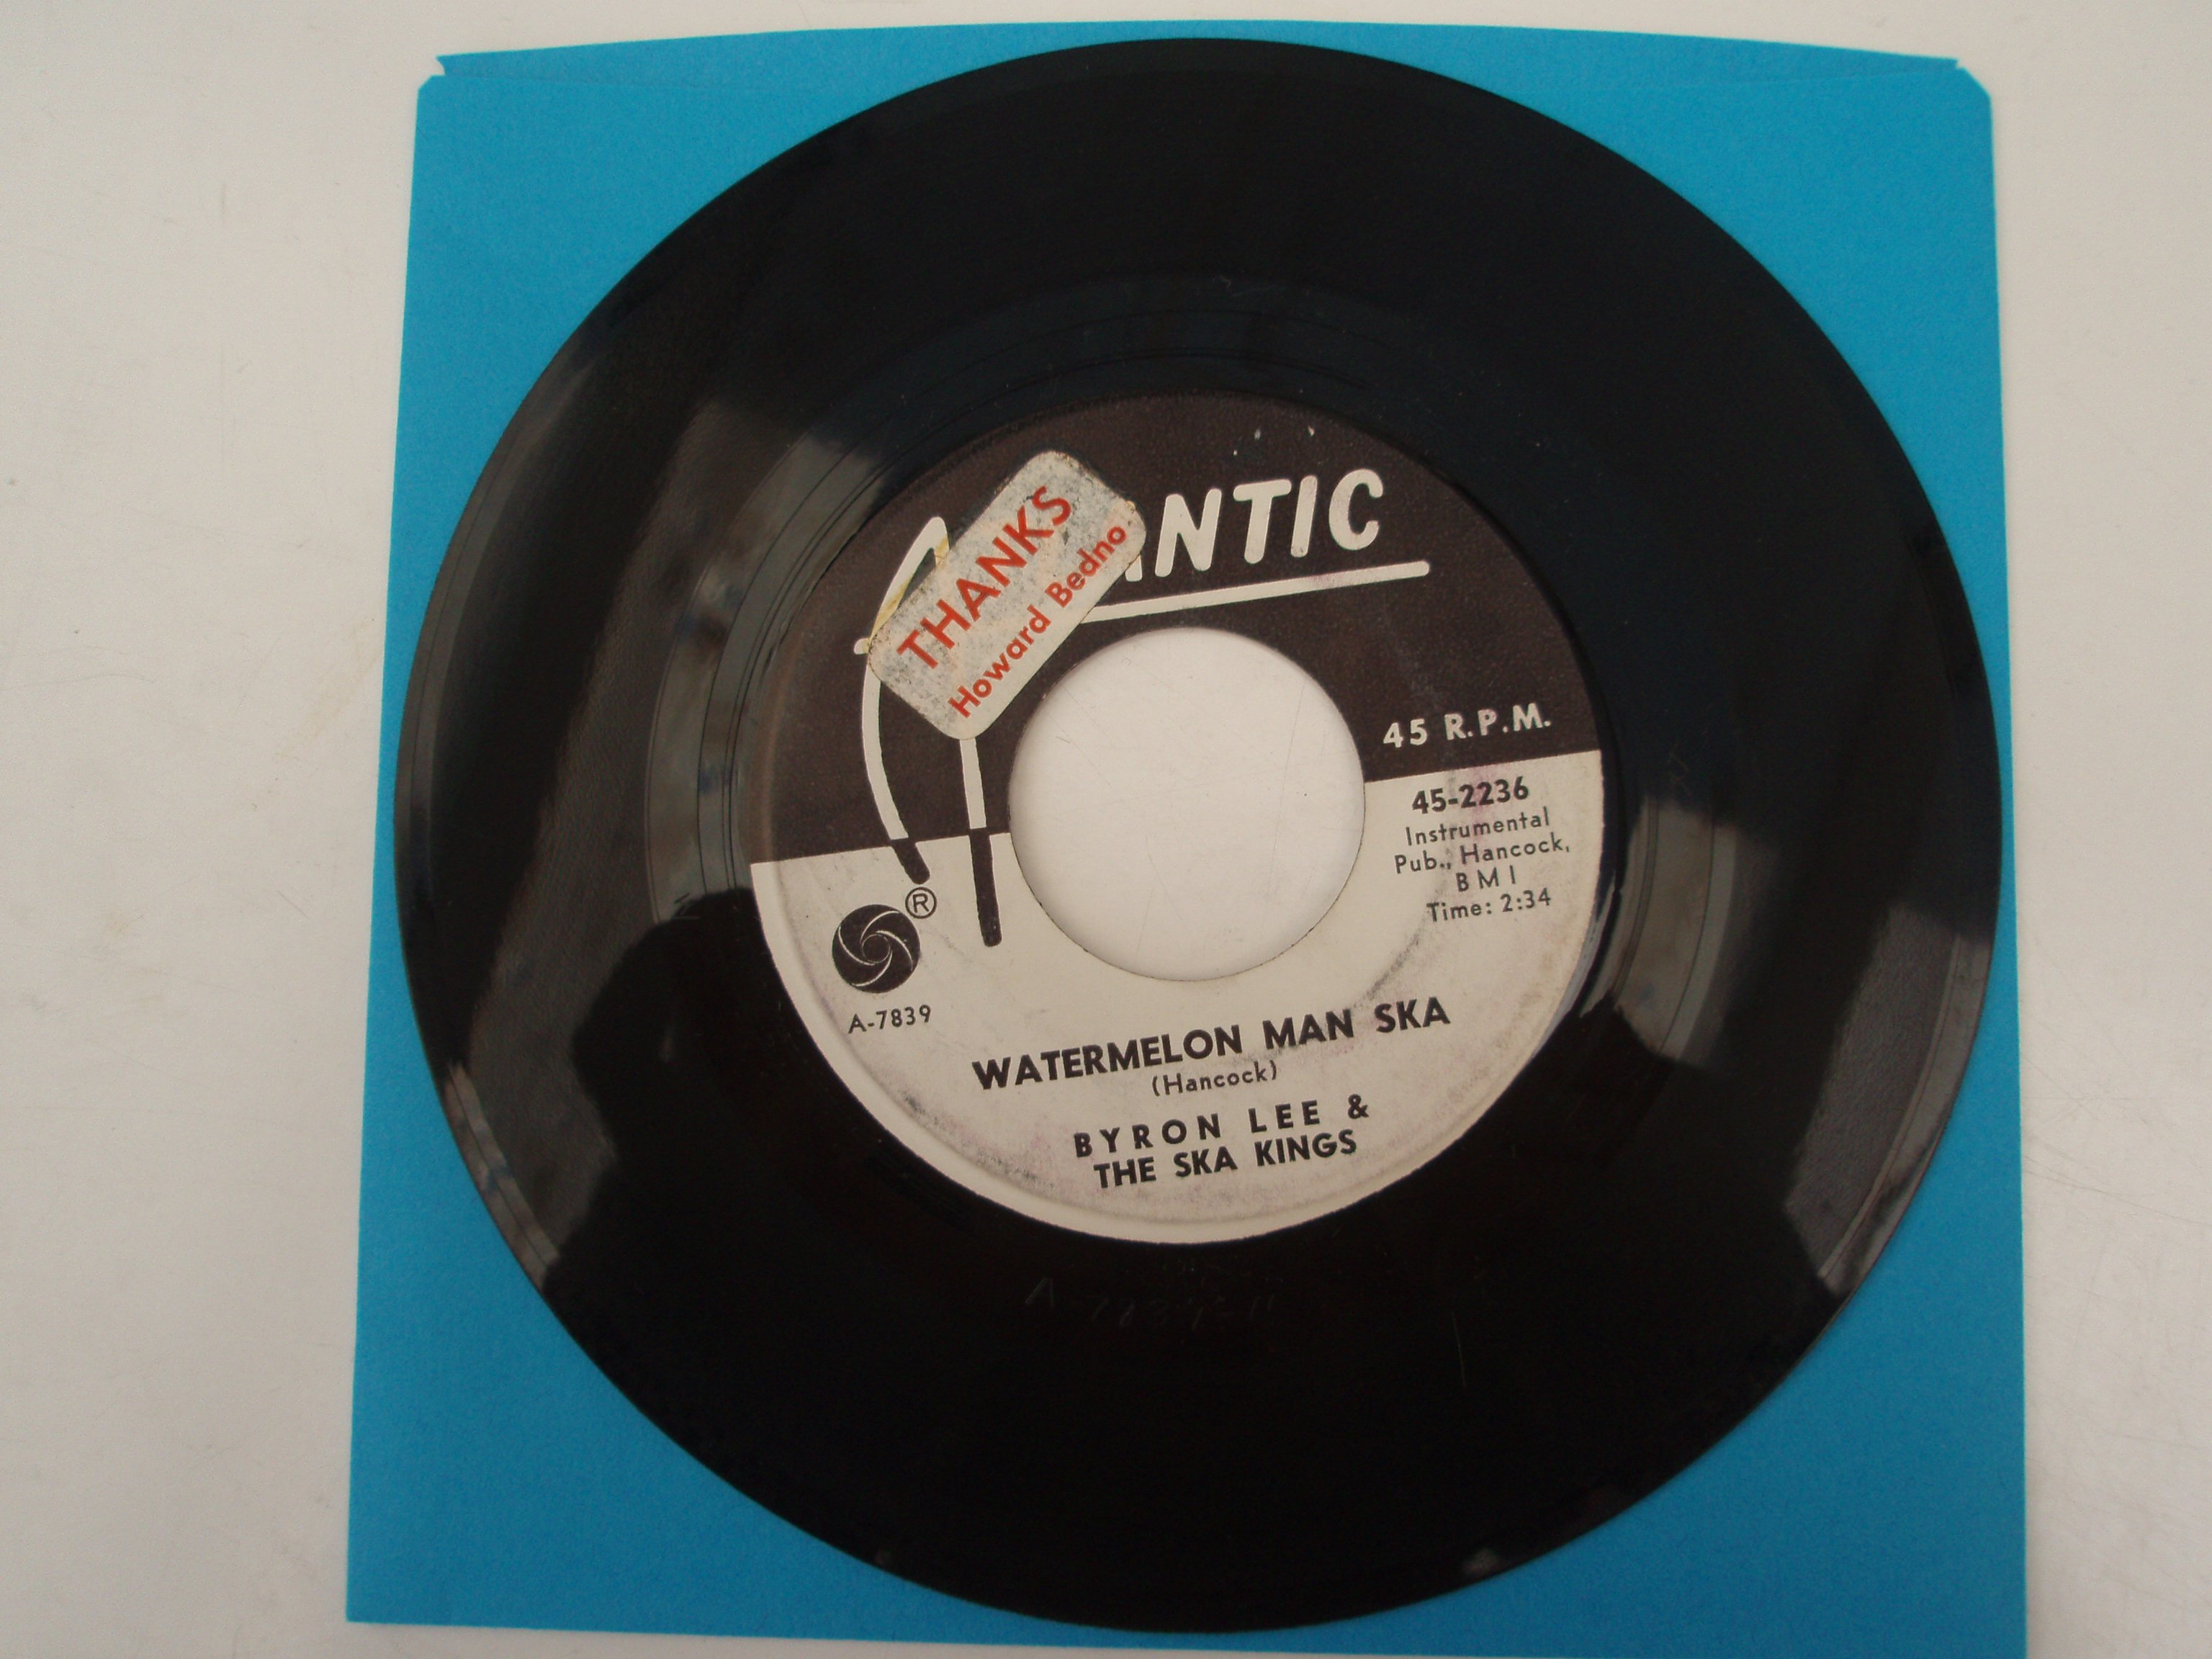 THANKS
Howard Bedno
ANTIC
45 R.P.M.
45-2236
Instrumental
Pub., Hancock,
BMI
Time: 2:34
®
A-7839
WATERMELON MAN SKA
(Hancock)
BYRON LEE &
THE SKA KINGS